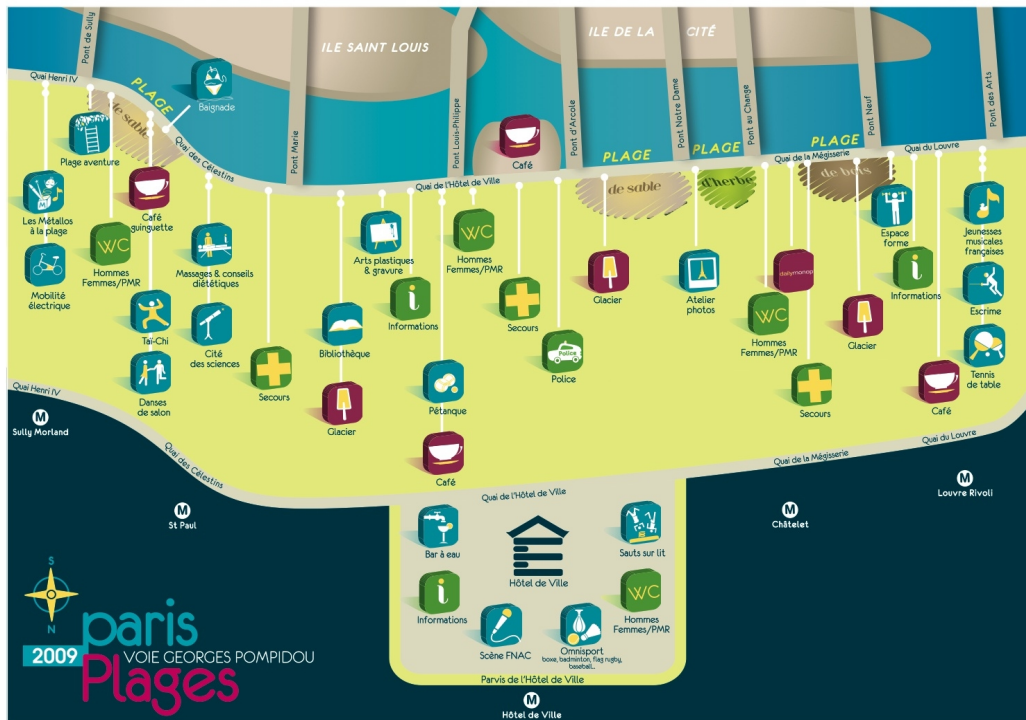 ILE SAINT LOUIS
ILE DE LA CITÉ
Pont de Sully
Pont Marie
Pont Louis-Philippe
Pont d'Arcole
Pont Notre Dame
Pont au Change
Pont Neuf
Pont des Arts
Quai Henri IV
Quai des Célestins
Quai de l'Hôtel de Ville
Quai de la Mégisserie
Quai du Louvre
PLAGE
de sable
Baignade
PLAGE
de sable
PLAGE
d'herbe
PLAGE
de bois
Café
Plage aventure
Café
guinguette
Les Métallos
à la plage
Mobilité
électrique
WC
Hommes
Femmes/PMR
Taï-Chi
Danses
de salon
Massages & conseils
diététiques
Cité
des sciences
Secours
Bibliothèque
Glacier
Arts plastiques
& gravure
i
Informations
WC
Hommes
Femmes/PMR
Pétanque
Café
Secours
Police
Police
Glacier
Atelier
photos
dailymonop'
WC
Hommes
Femmes/PMR
Secours
Glacier
Espace
forme
i
Informations
Café
Jeunesses
musicales
françaises
Escrime
Tennis
de table
Quai Henri IV
Quai des Célestins
Quai de l'Hôtel de Ville
Quai de la Mégisserie
Quai du Louvre
M
Sully Morland
M
St Paul
M
Châtelet
M
Louvre Rivoli
Bar à eau
Hôtel de Ville
Sauts sur lit
i
Informations
Scène FNAC
Omnisport
boxe, badminton, flag rugby,
baseball...
WC
Hommes
Femmes/PMR
Parvis de l'Hôtel de Ville
M
Hôtel de Ville
S
N
paris
2009 VOIE GEORGES POMPIDOU
Plages